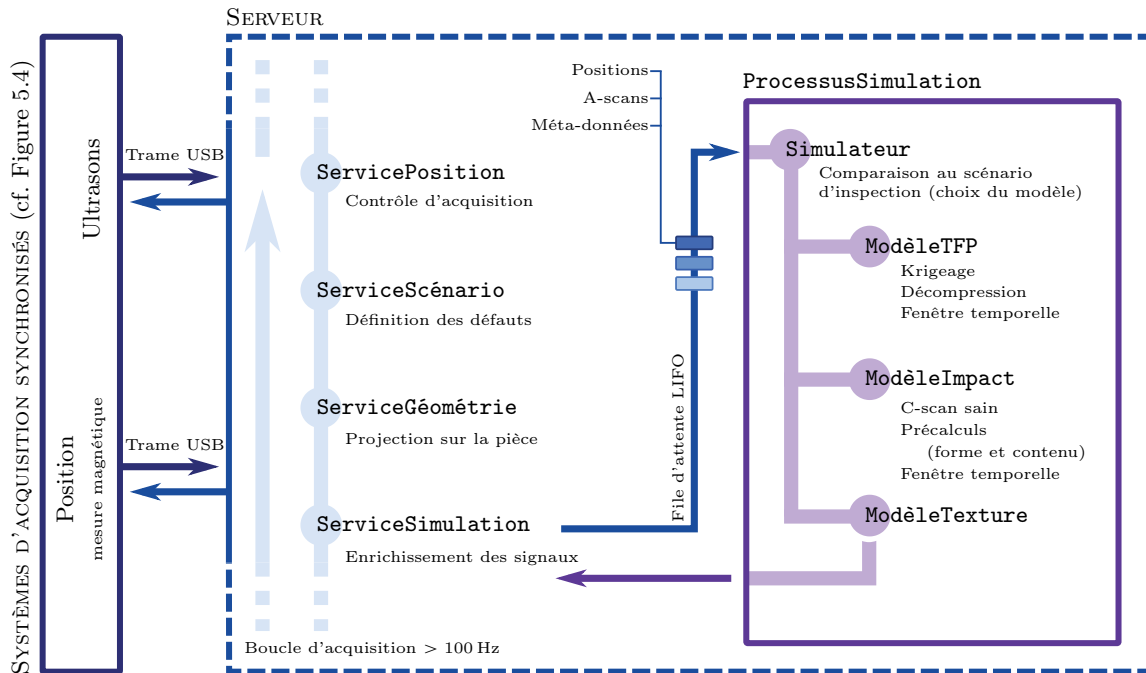 SERVEUR
SYSTÈMES D'ACQUISITION SYNCHRONISÉS (cf. Figure 5.4)
Ultrasons
Position
mesure magnétique
Trame USB
Trame USB
ServicePosition
Contrôle d'acquisition
ServiceScénario
Définition des défauts
ServiceGéométrie
Projection sur la pièce
ServiceSimulation
Enrichissement des signaux
Boucle d'acquisition > 100 Hz
Positions
A-scans
Méta-données
File d'attente LIFO
ProcessusSimulation
Simulateur
Comparaison au scénario
d'inspection (choix du modèle)
ModèleTFP
Krigeage
Décompression
Fenêtre temporelle
ModèleImpact
C-scan sain
Précalculs
(forme et contenu)
Fenêtre temporelle
ModèleTexture